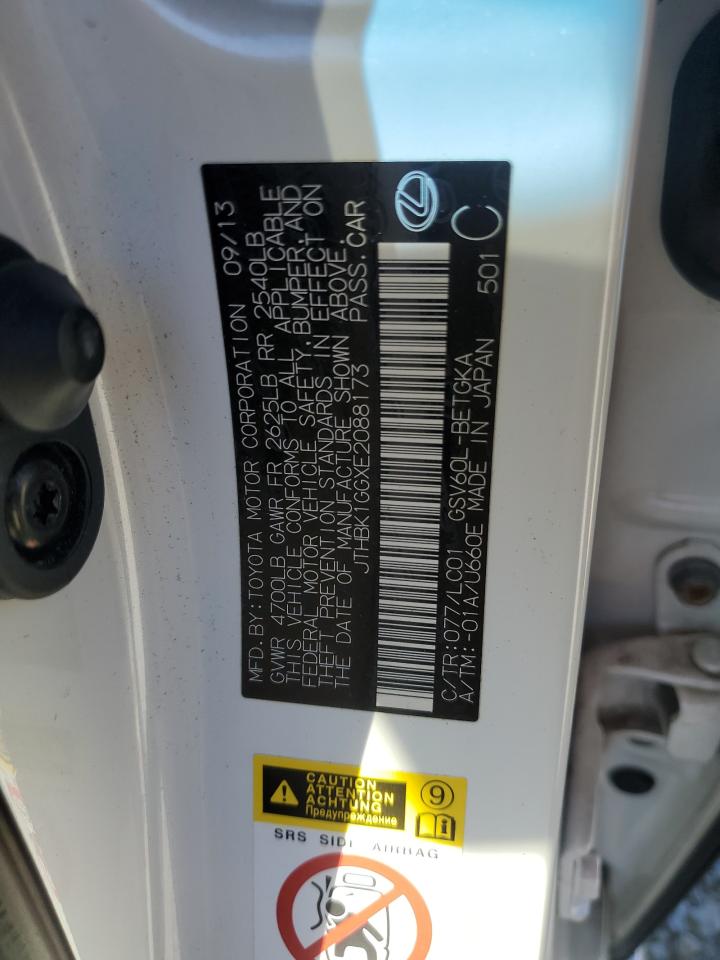 MFD. BY: TOYOTA MOTOR CORPORATION 09/13
GVWR 4700LB GAWR FR 2625LB RR 2540LB
THIS VEHICLE CONFORMS TO ALL APPLICABLE
FEDERAL MOTOR VEHICLE SAFETY, BUMPER, AND
THEFT PREVENTION STANDARDS IN EFFECT ON
THE DATE OF MANUFACTURE SHOWN ABOVE.
JTHBK1GGXE2088173 PASS. CAR
C/TR:077/LC01 GSV60L-BETGKA
A/TM:-01A/U660E MADE IN JAPAN 501 C
CAUTION
ATTENTION
ACHTUNG
Предупреждение
9
SRS SIDE AIRBAG